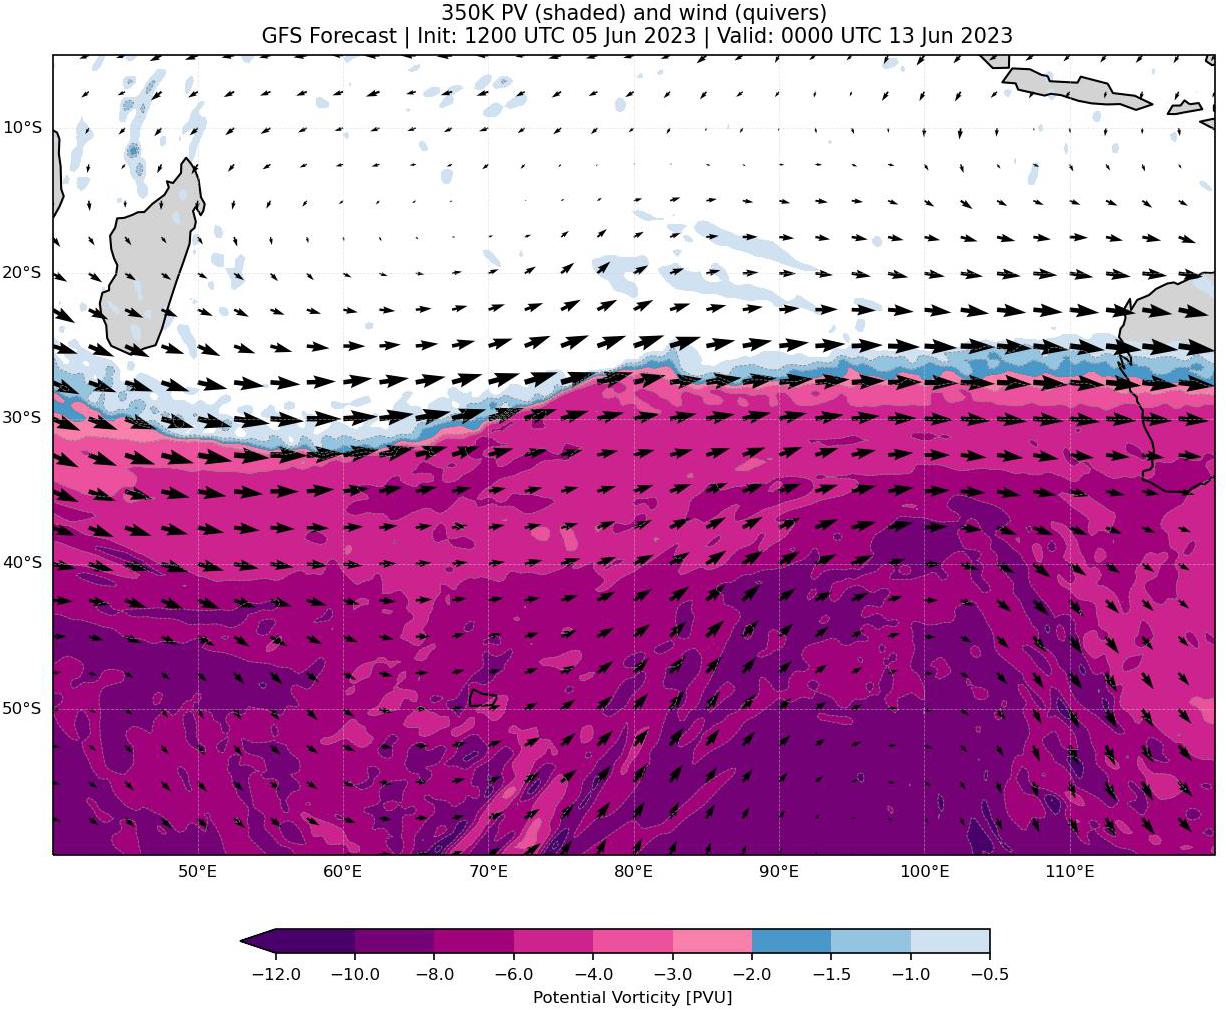 350K PV (shaded) and wind (quivers)
GFS Forecast | Init: 1200 UTC 05 Jun 2023 | Valid: 0000 UTC 13 Jun 2023
10°S
20°S
30°S
40°S
50°S
50°E 60°E 70°E 80°E 90°E 100°E 110°E
−12.0 −10.0 −8.0 −6.0 −4.0 −3.0 −2.0 −1.5 −1.0 −0.5
Potential Vorticity [PVU]